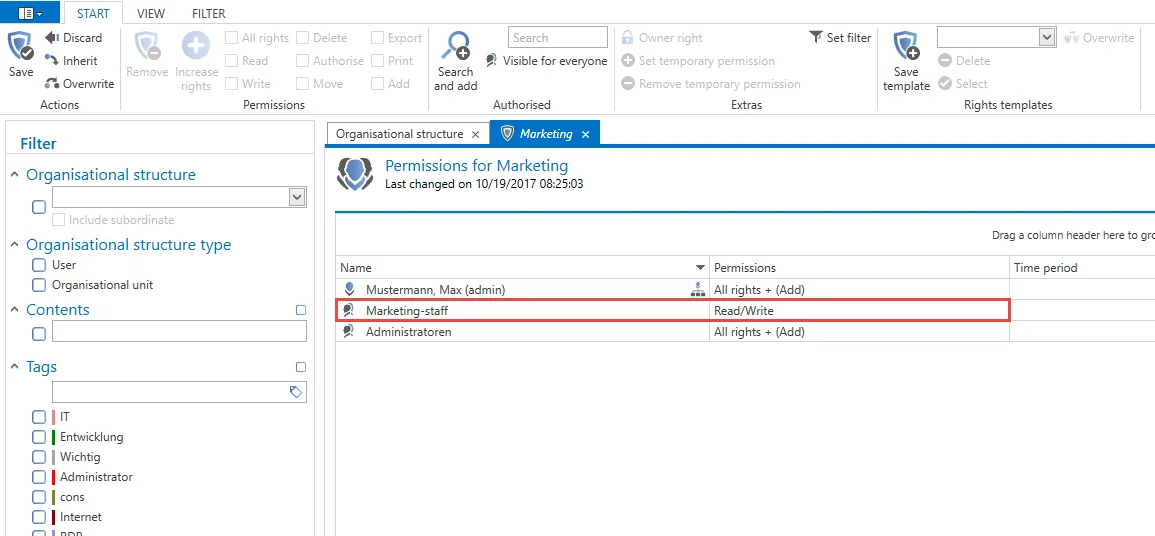 START VIEW FILTER
Save
Discard
Inherit
Overwrite
Actions
Remove
Increase rights
All rights Delete Export
Read Authorise Print
Write Move Add
Permissions
Search and add
Search
Visible for everyone
Authorised
Owner right
Set temporary permission
Remove temporary permission
Set filter
Extras
Save template
Overwrite
Delete
Select
Rights templates
Filter
Organisational structure
Include subordinate
Organisational structure type
User
Organisational unit
Contents
Tags
IT
Entwicklung
Wichtig
Administrator
cons
Internet
Organisational structure × Marketing ×
Permissions for Marketing
Last changed on 10/19/2017 08:25:03
Drag a column header here to gro
Name Permissions Time period
Mustermann, Max (admin) All rights + (Add)
Marketing-staff Read/Write
Administratoren All rights + (Add)